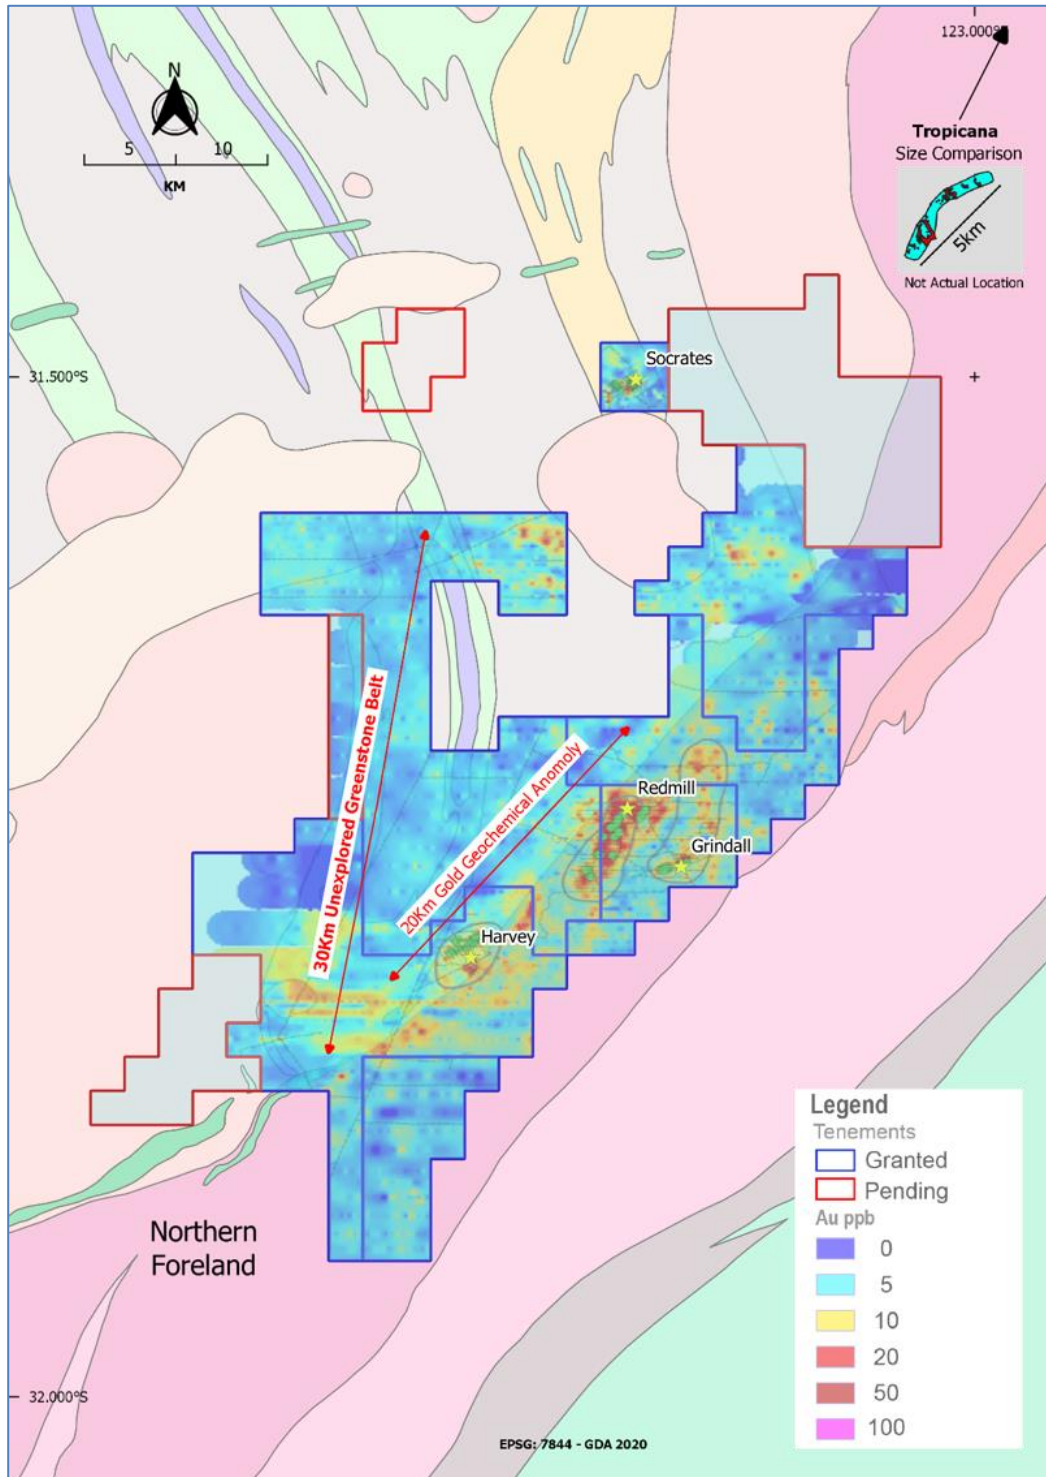 123.000°
N
5 10
KM
Tropicana
Size Comparison
5km
Not Actual Location
31.500°S
Socrates
30Km Unexplored Greenstone Belt
20Km Gold Geochemical Anomoly
Redmill
Grindall
Harvey
Northern
Foreland
32.000°S
Legend
Tenements
Granted
Pending
Au ppb
0
5
10
20
50
100
EPSG: 7844 - GDA 2020